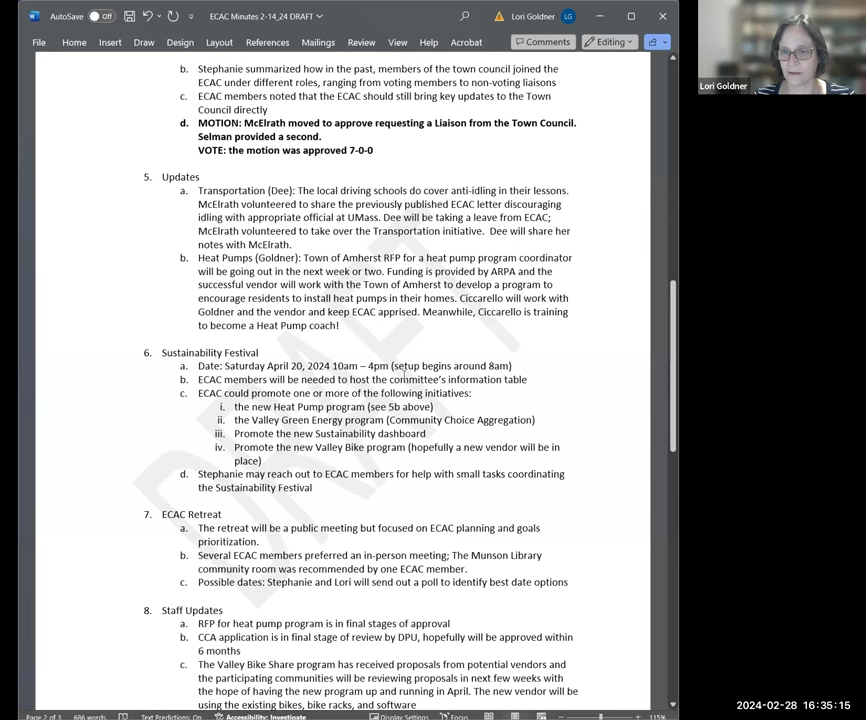 AutoSave Off ECAC Minutes 2-14_24 DRAFT Lori Goldner LG
File Home Insert Draw Design Layout References Mailings Review View Help Acrobat Comments Editing
b. Stephanie summarized how in the past, members of the town council joined the
ECAC under different roles, ranging from voting members to non-voting liaisons
c. ECAC members noted that the ECAC should still bring key updates to the Town
Council directly
d. MOTION: McElrath moved to approve requesting a Liaison from the Town Council.
Selman provided a second.
VOTE: the motion was approved 7-0-0
5. Updates
a. Transportation (Dee): The local driving schools do cover anti-idling in their lessons.
McElrath volunteered to share the previously published ECAC letter discouraging
idling with appropriate official at UMass. Dee will be taking a leave from ECAC;
McElrath volunteered to take over the Transportation initiative. Dee will share her
notes with McElrath.
b. Heat Pumps (Goldner): Town of Amherst RFP for a heat pump program coordinator
will be going out in the next week or two. Funding is provided by ARPA and the
successful vendor will work with the Town of Amherst to develop a program to
encourage residents to install heat pumps in their homes. Ciccarello will work with
Goldner and the vendor and keep ECAC apprised. Meanwhile, Ciccarello is training
to become a Heat Pump coach!
6. Sustainability Festival
a. Date: Saturday April 20, 2024 10am – 4pm (setup begins around 8am)
b. ECAC members will be needed to host the committee's information table
c. ECAC could promote one or more of the following initiatives:
i. the new Heat Pump program (see 5b above)
ii. the Valley Green Energy program (Community Choice Aggregation)
iii. Promote the new Sustainability dashboard
iv. Promote the new Valley Bike program (hopefully a new vendor will be in
place)
d. Stephanie may reach out to ECAC members for help with small tasks coordinating
the Sustainability Festival
7. ECAC Retreat
a. The retreat will be a public meeting but focused on ECAC planning and goals
prioritization.
b. Several ECAC members preferred an in-person meeting; The Munson Library
community room was recommended by one ECAC member.
c. Possible dates: Stephanie and Lori will send out a poll to identify best date options
8. Staff Updates
a. RFP for heat pump program is in final stages of approval
b. CCA application is in final stage of review by DPU, hopefully will be approved within
6 months
c. The Valley Bike Share program has received proposals from potential vendors and
the participating communities will be reviewing proposals in next few weeks with
the hope of having the new program up and running in April. The new vendor will be
using the existing bikes, bike racks, and software
Page 2 of 3 686 words Text Predictions: On Accessibility: Investigate Display Settings Focus 115%
DRAFT
Lori Goldner
2024-02-28 16:35:15